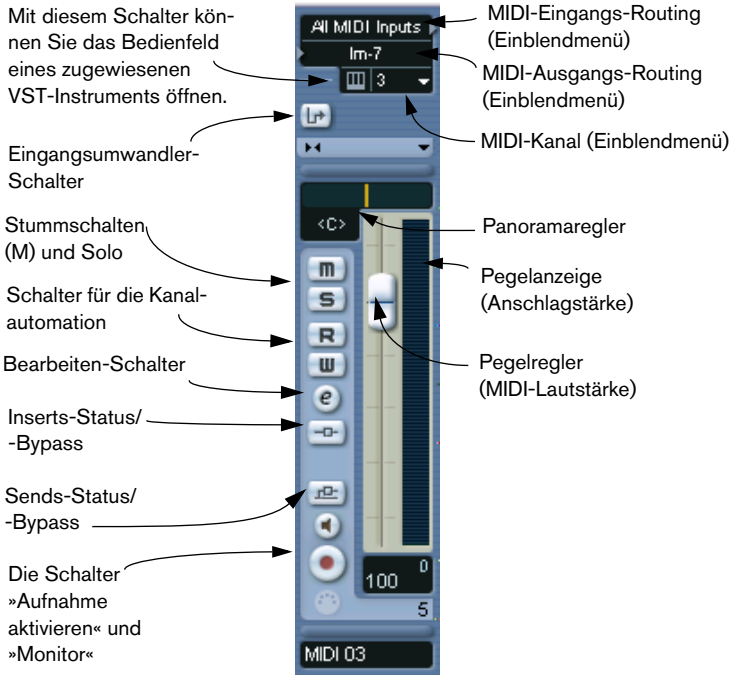 Mit diesem Schalter kön-
nen Sie das Bedienfeld
eines zugewiesenen
VST-Instruments öffnen.
Eingangsumwandler-
Schalter
Stummschalten
(M) und Solo
Schalter für die Kanal-
automation
Bearbeiten-Schalter
Inserts-Status/
-Bypass
Sends-Status/
-Bypass
Die Schalter
»Aufnahme
aktivieren« und
»Monitor«
All MIDI Inputs
lm-7
3
<C>
m
S
R
W
e
100
0
5
MIDI 03
MIDI-Eingangs-Routing
(Einblendmenü)
MIDI-Ausgangs-Routing
(Einblendmenü)
MIDI-Kanal (Einblendmenü)
Panoramaregler
Pegelanzeige
(Anschlagstärke)
Pegelregler
(MIDI-Lautstärke)